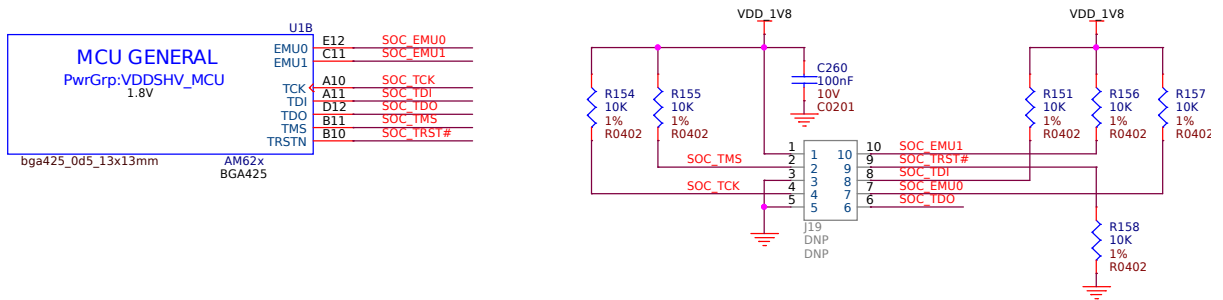 U1B
MCU GENERAL
PwrGrp:VDDSHV_MCU
1.8V
EMU0 E12 SOC_EMU0
EMU1 C11 SOC_EMU1
TCK A10 SOC_TCK
TDI A11 SOC_TDI
TDO D12 SOC_TDO
TMS B11 SOC_TMS
TRSTN B10 SOC_TRST#
bga425_0d5_13x13mm
AM62x
BGA425
VDD_1V8
R154
10K
1%
R0402
R155
10K
1%
R0402
C260
100nF
10V
C0201
VDD_1V8
R151
10K
1%
R0402
R156
10K
1%
R0402
R157
10K
1%
R0402
1 1 10 10 SOC_EMU1
SOC_TMS 2 2 9 9 SOC_TRST#
3 3 8 8 SOC_TDI
SOC_TCK 4 4 7 7 SOC_EMU0
5 5 6 6 SOC_TDO
J19
DNP
DNP
R158
10K
1%
R0402